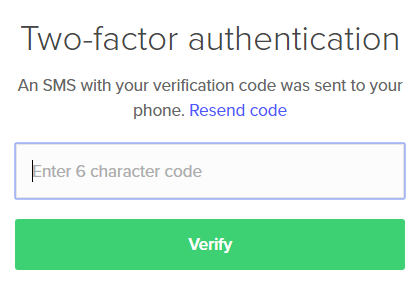 Two-factor authentication
An SMS with your verification code was sent to your
phone. Resend code
Enter 6 character code
Verify